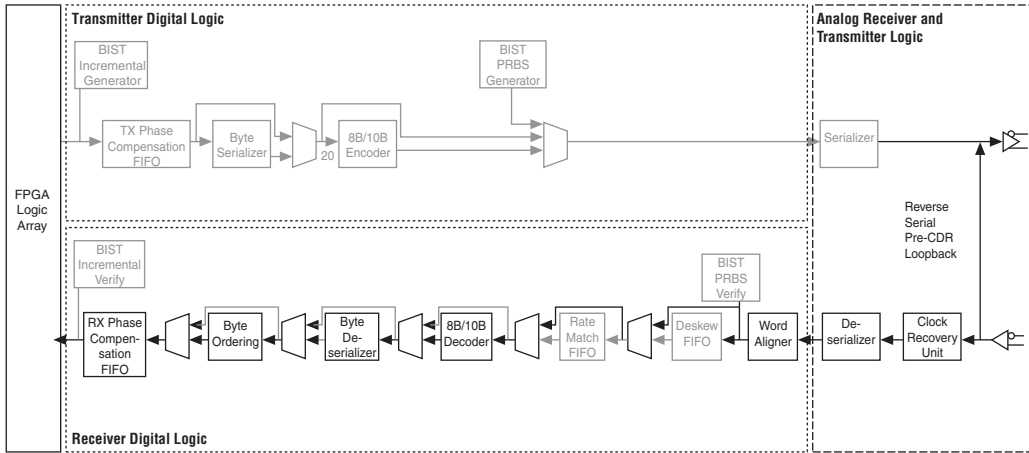 Transmitter Digital Logic
Analog Receiver and
Transmitter Logic
BIST
Incremental
Generator
BIST
PRBS
Generator
TX Phase
Compensation
FIFO
Byte
Serializer
20
8B/10B
Encoder
Serializer
FPGA
Logic
Array
Reverse
Serial
Pre-CDR
Loopback
BIST
Incremental
Verify
BIST
PRBS
Verify
RX Phase
Compen-
sation
FIFO
Byte
Ordering
Byte
De-
serializer
8B/10B
Decoder
Rate
Match
FIFO
Deskew
FIFO
Word
Aligner
De-
serializer
Clock
Recovery
Unit
Receiver Digital Logic